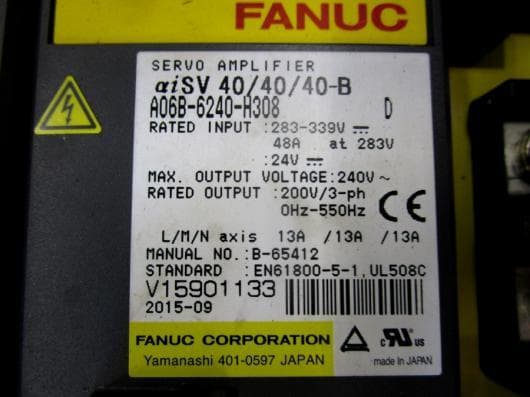 FANUC
SERVO AMPLIFIER
αiSV 40/40/40-B
A06B-6240-H308 D
RATED INPUT :283-339V ⎓
48A at 283V
:24V ⎓
MAX. OUTPUT VOLTAGE:240V ~
RATED OUTPUT :200V/3-ph
0Hz-550Hz CE
L/M/N axis 13A /13A /13A
MANUAL NO.:B-65412
STANDARD :EN61800-5-1,UL508C
V15901133
2015-09
FANUC CORPORATION
Yamanashi 401-0597 JAPAN
c RU us
made in JAPAN